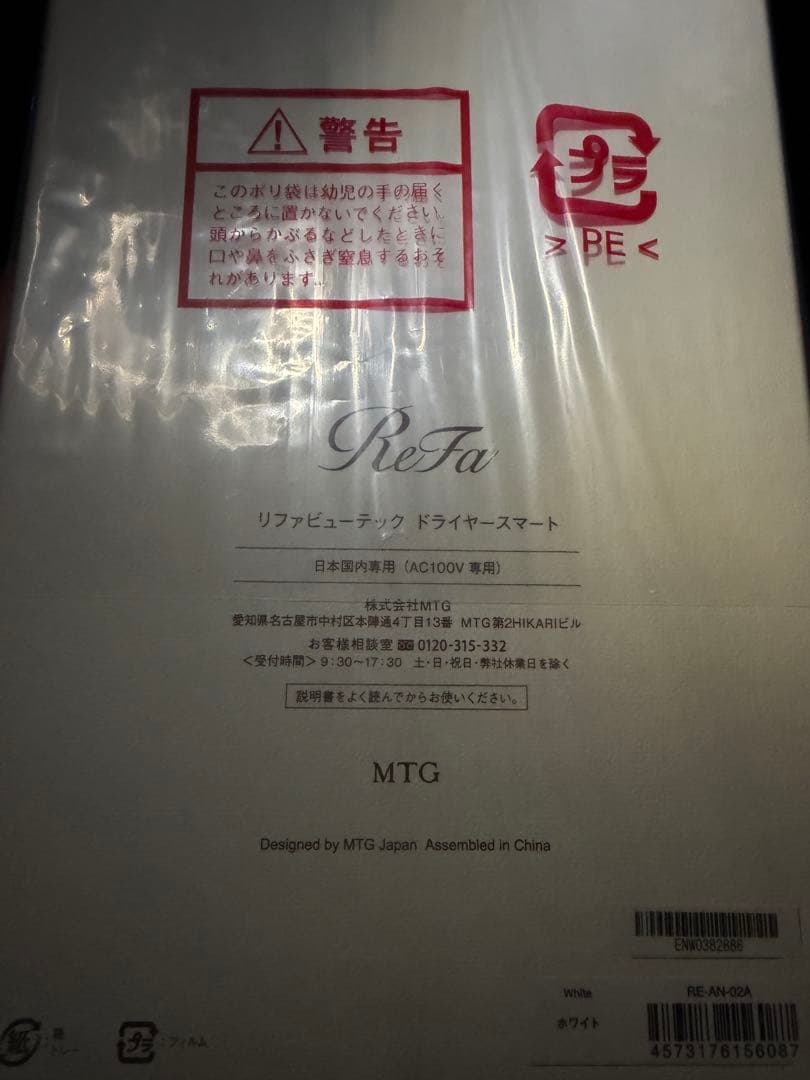 警告
このポリ袋は幼児の手の届く
ところに置かないでください。
頭からかぶるなどしたときに
口や鼻をふさぎ窒息するおそ
れがあります。
プラ
> PE <
ReFa
リファビューテック ドライヤースマート
日本国内専用（AC100V 専用）
株式会社MTG
愛知県名古屋市中村区本陣通4丁目13番 MTG第2HIKARIビル
お客様相談室 0120-315-332
＜受付時間＞9:30〜17:30 土・日・祝日・弊社休業日を除く
説明書をよく読んでからお使いください。
MTG
Designed by MTG Japan Assembled in China
ENW0382886
White RE-AN-02A
ホワイト
4573176156087
紙 : トレー
プラ : フィルム